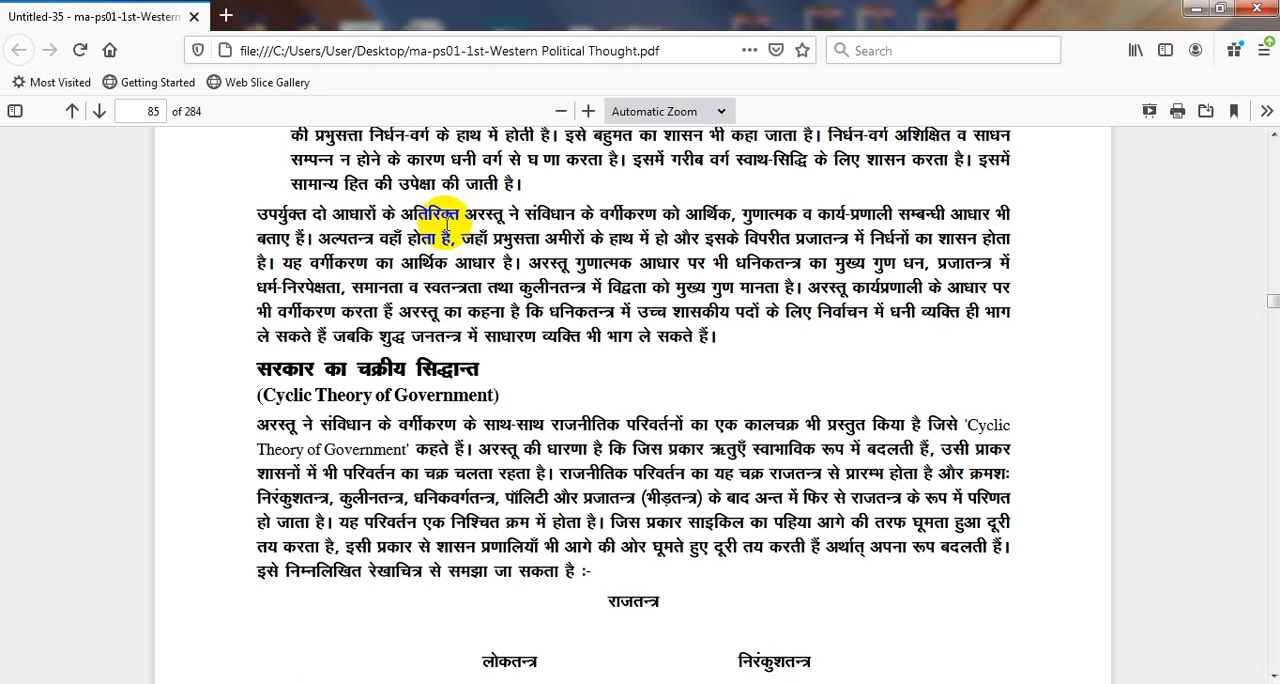 Untitled-35 - ma-ps01-1st-Western
file:///C:/Users/User/Desktop/ma-ps01-1st-Western Political Thought.pdf
Search
Most Visited
Getting Started
Web Slice Gallery
85 of 284
Automatic Zoom
की प्रभुसत्ता निर्धन-वर्ग के हाथ में होती है। इसे बहुमत का शासन भी कहा जाता है। निर्धन-वर्ग अशिक्षित व साधन
सम्पन्न न होने के कारण धनी वर्ग से घ णा करता है। इसमें गरीब वर्ग स्वाथ-सिद्धि के लिए शासन करता है। इसमें
सामान्य हित की उपेक्षा की जाती है।
उपर्युक्त दो आधारों के अतिरिक्त अरस्तू ने संविधान के वर्गीकरण को आर्थिक, गुणात्मक व कार्य-प्रणाली सम्बन्धी आधार भी
बताए हैं। अल्पतन्त्र वहाँ होता है, जहाँ प्रभुसत्ता अमीरों के हाथ में हो और इसके विपरीत प्रजातन्त्र में निर्धनों का शासन होता
है। यह वर्गीकरण का आर्थिक आधार है। अरस्तू गुणात्मक आधार पर भी धनिकतन्त्र का मुख्य गुण धन, प्रजातन्त्र में
धर्म-निरपेक्षता, समानता व स्वतन्त्रता तथा कुलीनतन्त्र में विद्वता को मुख्य गुण मानता है। अरस्तू कार्यप्रणाली के आधार पर
भी वर्गीकरण करता हैं अरस्तू का कहना है कि धनिकतन्त्र में उच्च शासकीय पदों के लिए निर्वाचन में धनी व्यक्ति ही भाग
ले सकते हैं जबकि शुद्ध जनतन्त्र में साधारण व्यक्ति भी भाग ले सकते हैं।
सरकार का चक्रीय सिद्धान्त
(Cyclic Theory of Government)
अरस्तू ने संविधान के वर्गीकरण के साथ-साथ राजनीतिक परिवर्तनों का एक कालचक्र भी प्रस्तुत किया है जिसे 'Cyclic
Theory of Government' कहते हैं। अरस्तू की धारणा है कि जिस प्रकार ऋतुएँ स्वाभाविक रूप में बदलती हैं, उसी प्राकर
शासनों में भी परिवर्तन का चक्र चलता रहता है। राजनीतिक परिवर्तन का यह चक्र राजतन्त्र से प्रारम्भ होता है और क्रमशः
निरंकुशतन्त्र, कुलीनतन्त्र, धनिकवर्गतन्त्र, पॉलिटी और प्रजातन्त्र (भीड़तन्त्र) के बाद अन्त में फिर से राजतन्त्र के रूप में परिणत
हो जाता है। यह परिवर्तन एक निश्चित क्रम में होता है। जिस प्रकार साइकिल का पहिया आगे की तरफ घूमता हुआ दूरी
तय करता है, इसी प्रकार से शासन प्रणालियाँ भी आगे की ओर घूमते हुए दूरी तय करती हैं अर्थात् अपना रूप बदलती हैं।
इसे निम्नलिखित रेखाचित्र से समझा जा सकता है :-
राजतन्त्र
लोकतन्त्र निरंकुशतन्त्र